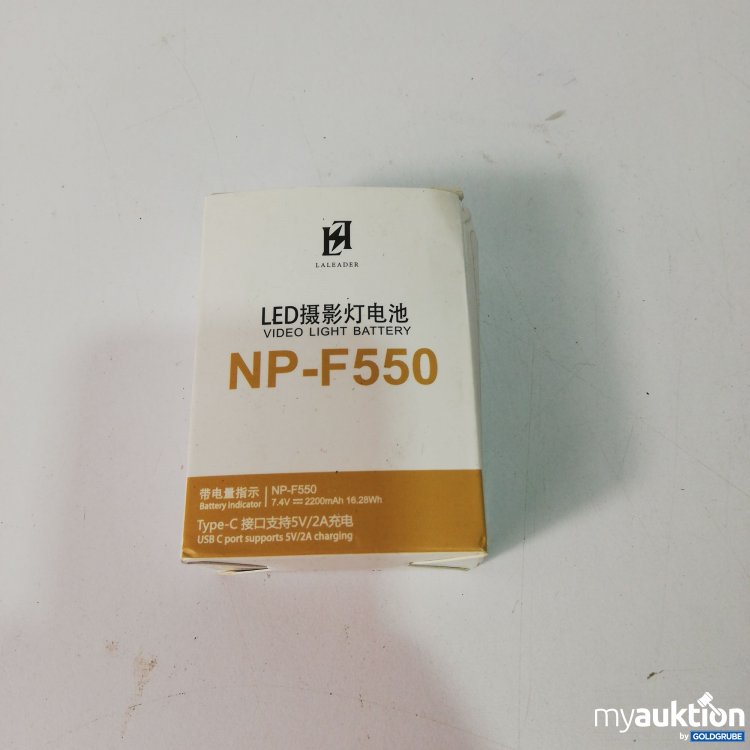 LALEADER
LED摄影灯电池
VIDEO LIGHT BATTERY
NP-F550
带电量指示
Battery indicator
NP-F550
7.4V ⎓ 2200mAh 16.28Wh
Type-C 接口支持5V/2A充电
USB C port supports 5V/2A charging
myauktion
by GOLDGRUBE